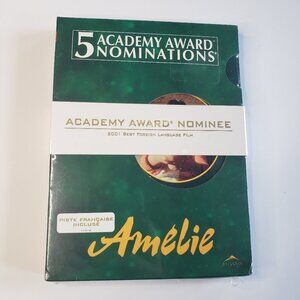 5 ACADEMY AWARD®
NOMINATIONS®
ACADEMY AWARD® NOMINEE
2001 BEST FOREIGN LANGUAGE FILM
PISTE FRANÇAISE
INCLUSE
Amélie